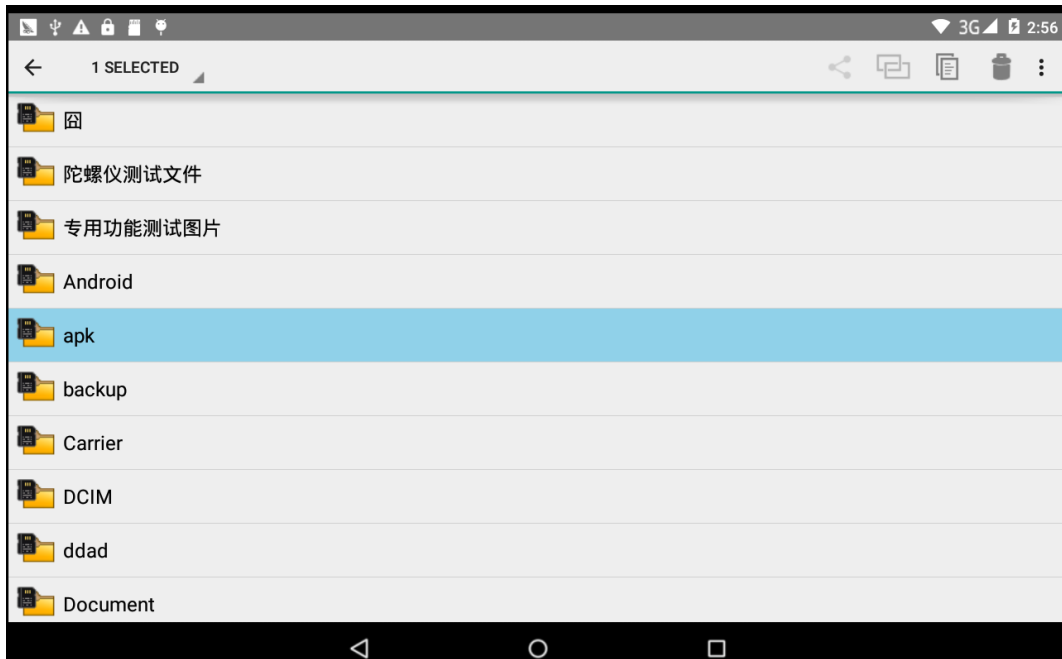 3G 2:56
1 SELECTED
囧
陀螺仪测试文件
专用功能测试图片
Android
apk
backup
Carrier
DCIM
ddad
Document